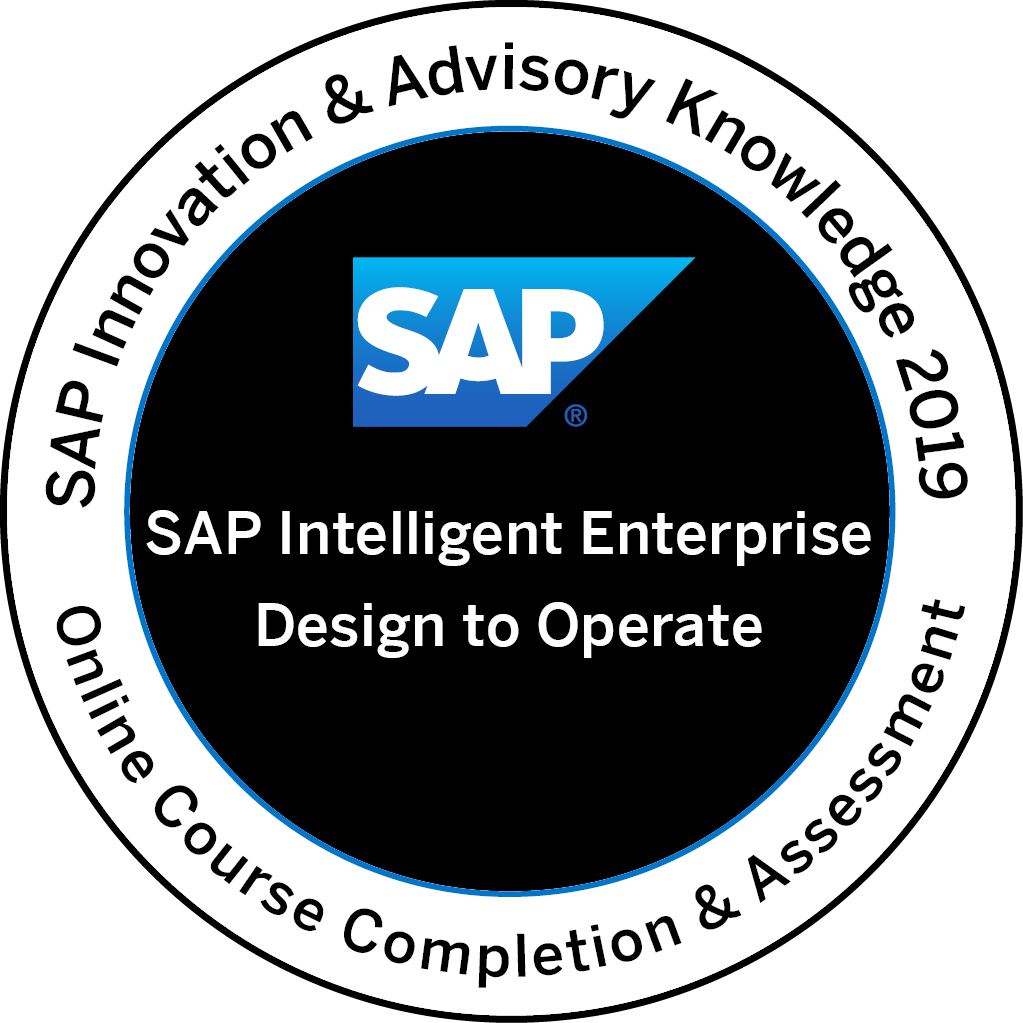 SAP Innovation & Advisory Knowledge 2019
SAP®
SAP Intelligent Enterprise
Design to Operate
Online Course Completion & Assessment